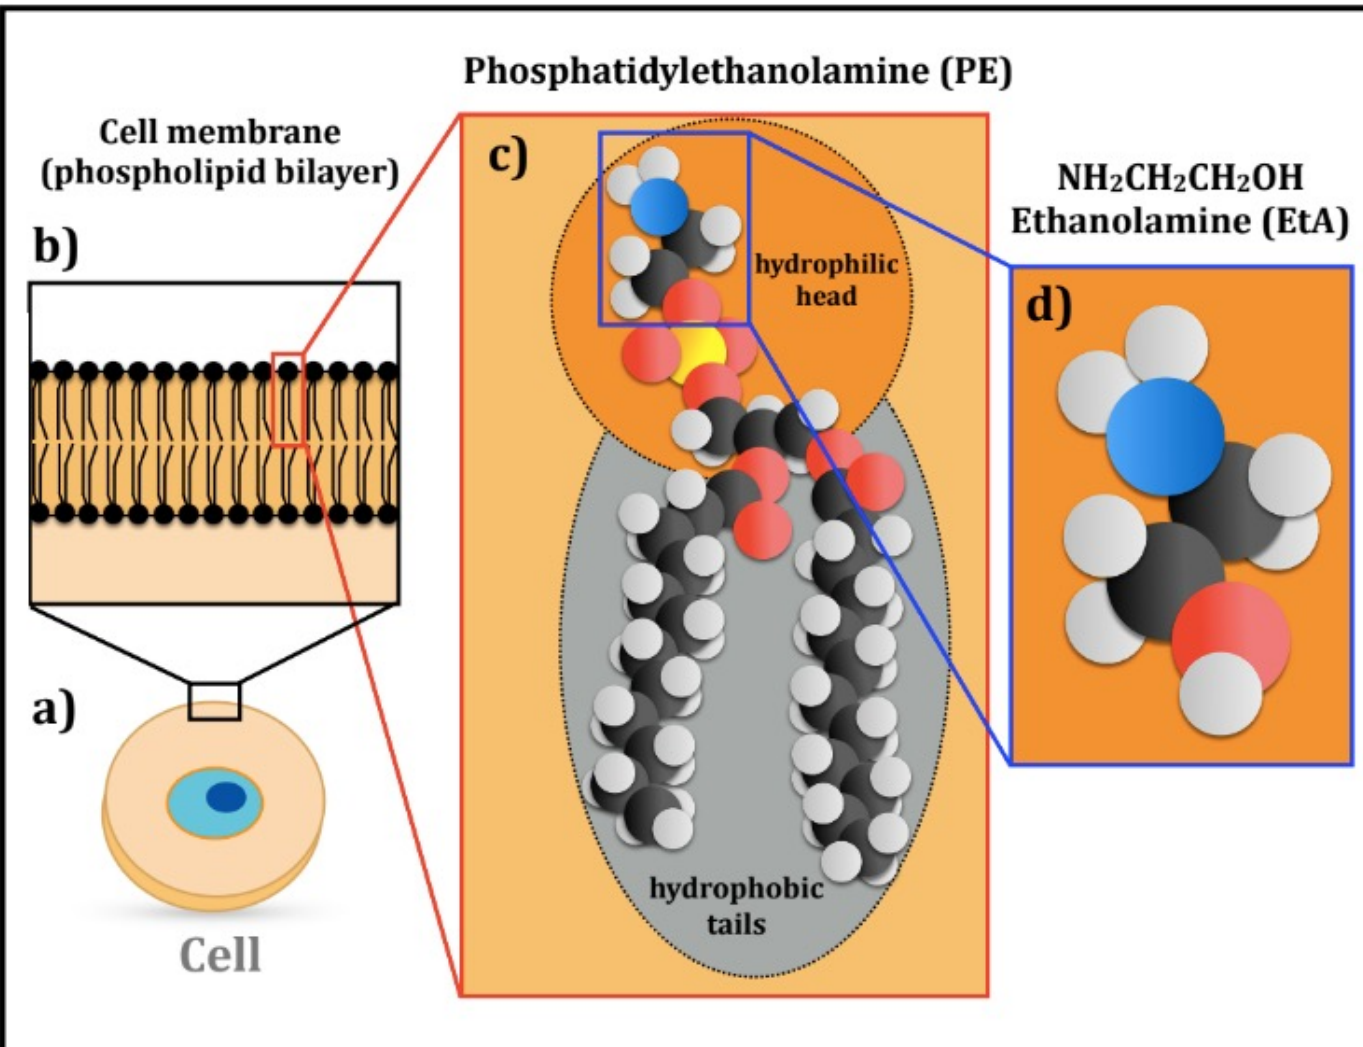 Phosphatidylethanolamine (PE)
Cell membrane
(phospholipid bilayer)
b)
c)
hydrophilic
head
NH₂CH₂CH₂OH
Ethanolamine (EtA)
d)
a)
Cell
hydrophobic
tails